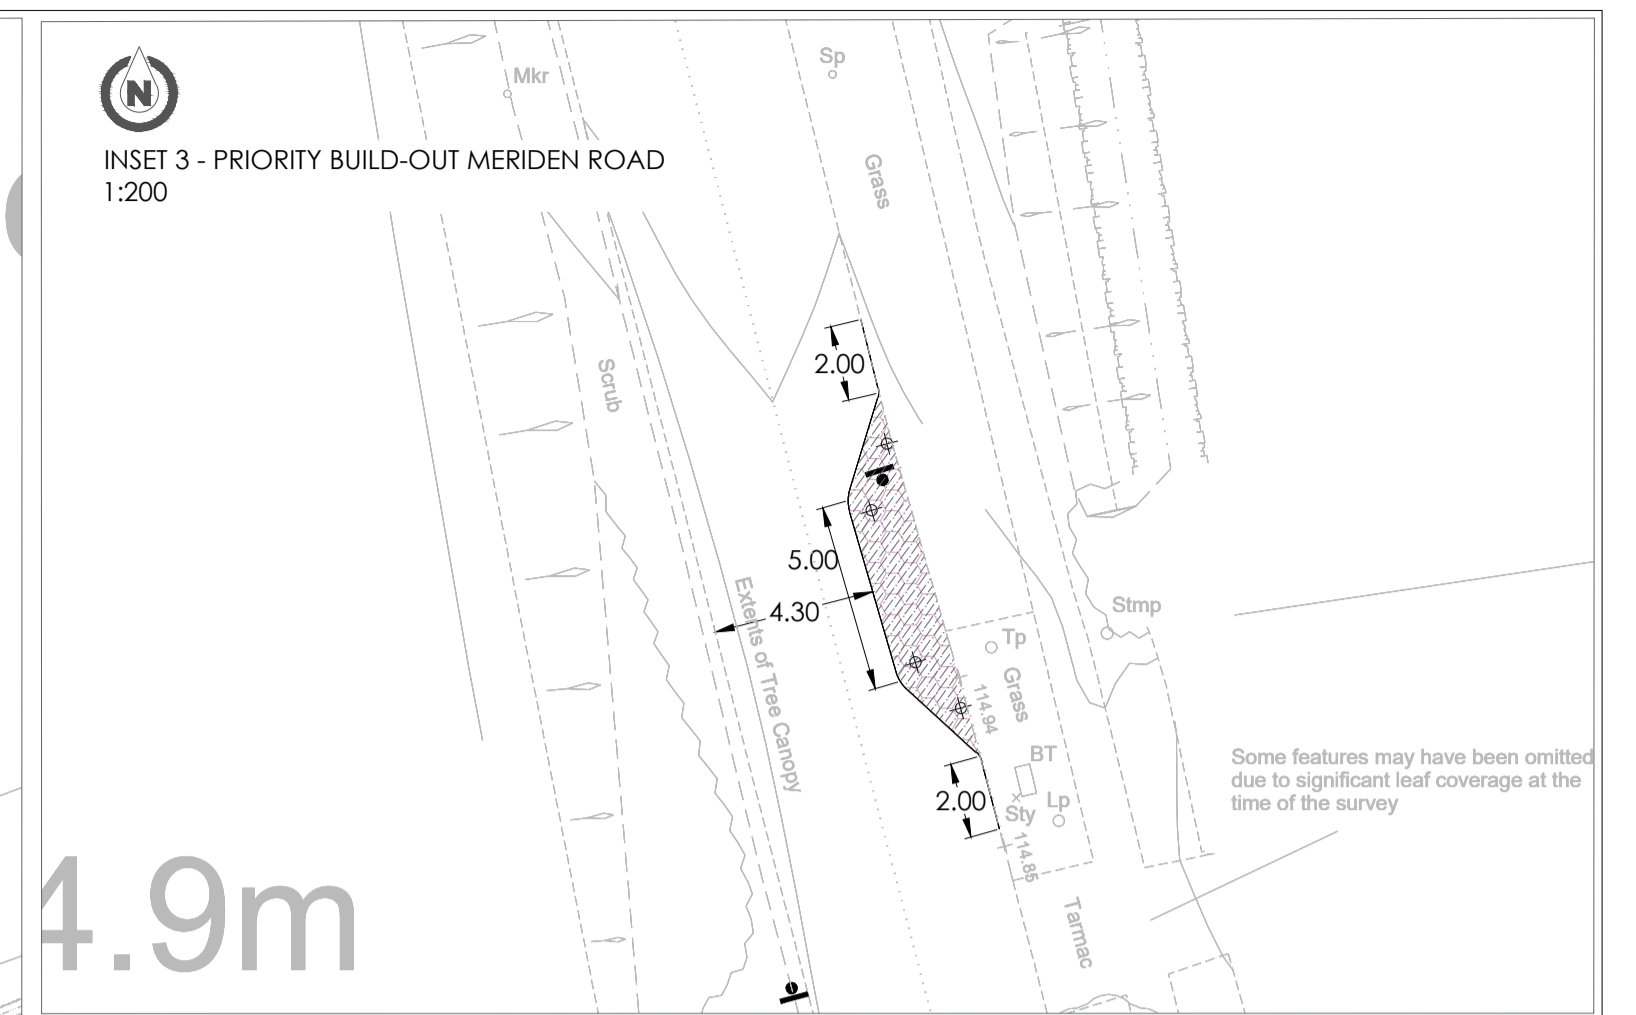 N
INSET 3 - PRIORITY BUILD-OUT MERIDEN ROAD
1:200
Mkr
Sp
Grass
Scrub
2.00
5.00
4.30
Extents of Tree Canopy
Stmp
Tp
Grass
114.94
BT
Lp
Sty
2.00
114.85
Tarmac
Some features may have been omitted
due to significant leaf coverage at the
time of the survey
4.9m